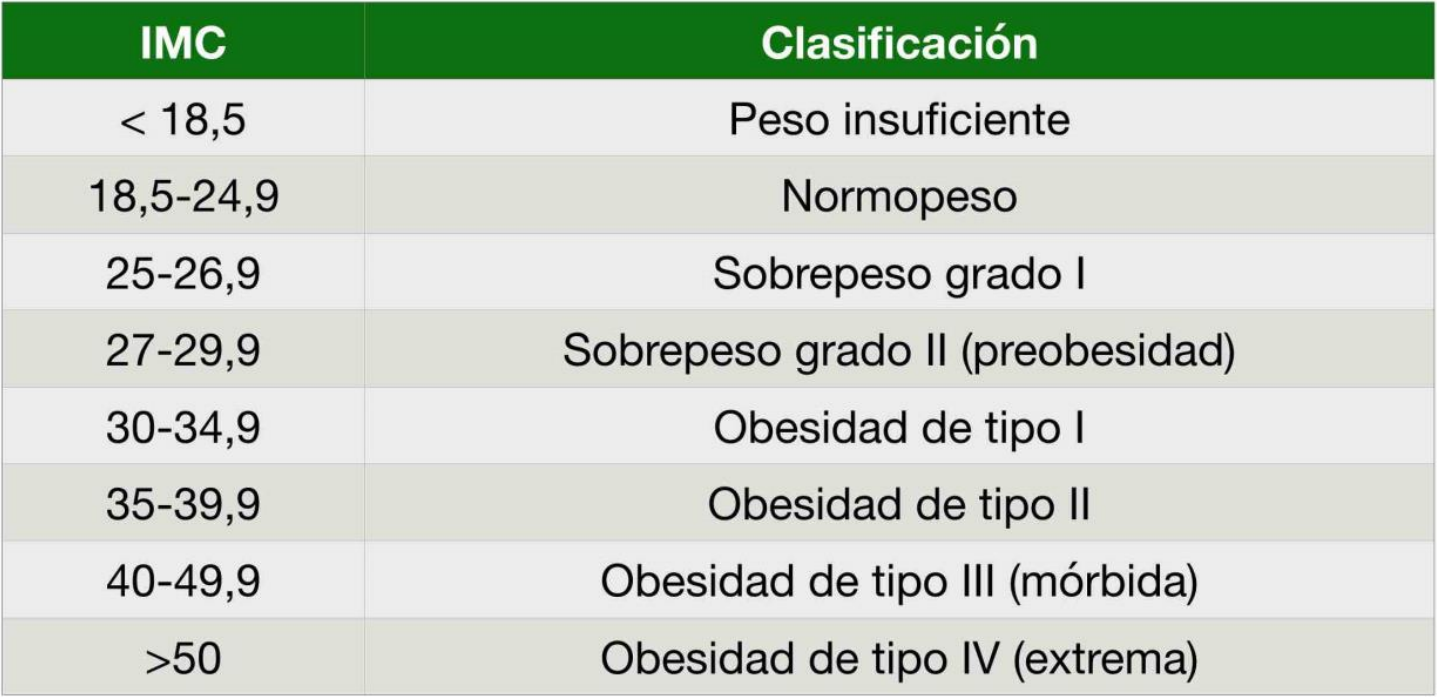 IMC Clasificación
< 18,5 Peso insuficiente
18,5-24,9 Normopeso
25-26,9 Sobrepeso grado I
27-29,9 Sobrepeso grado II (preobesidad)
30-34,9 Obesidad de tipo I
35-39,9 Obesidad de tipo II
40-49,9 Obesidad de tipo III (mórbida)
>50 Obesidad de tipo IV (extrema)